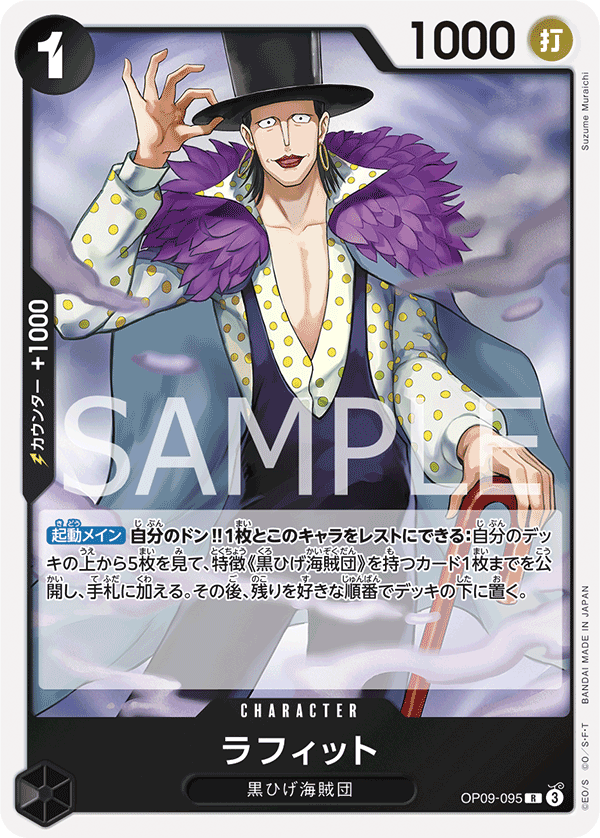 1
1000 打
Suzume Muraichi
カウンター +1000
SAMPLE
起動メイン 自分のドン!!1枚とこのキャラをレストにできる:自分のデッ
キの上から5枚を見て、特徴《黒ひげ海賊団》を持つカード1枚までを公
開し、手札に加える。その後、残りを好きな順番でデッキの下に置く。
CHARACTER
ラフィット
黒ひげ海賊団
OP09-095 R 3
©E.O/S ©O/S・F・T BANDAI MADE IN JAPAN